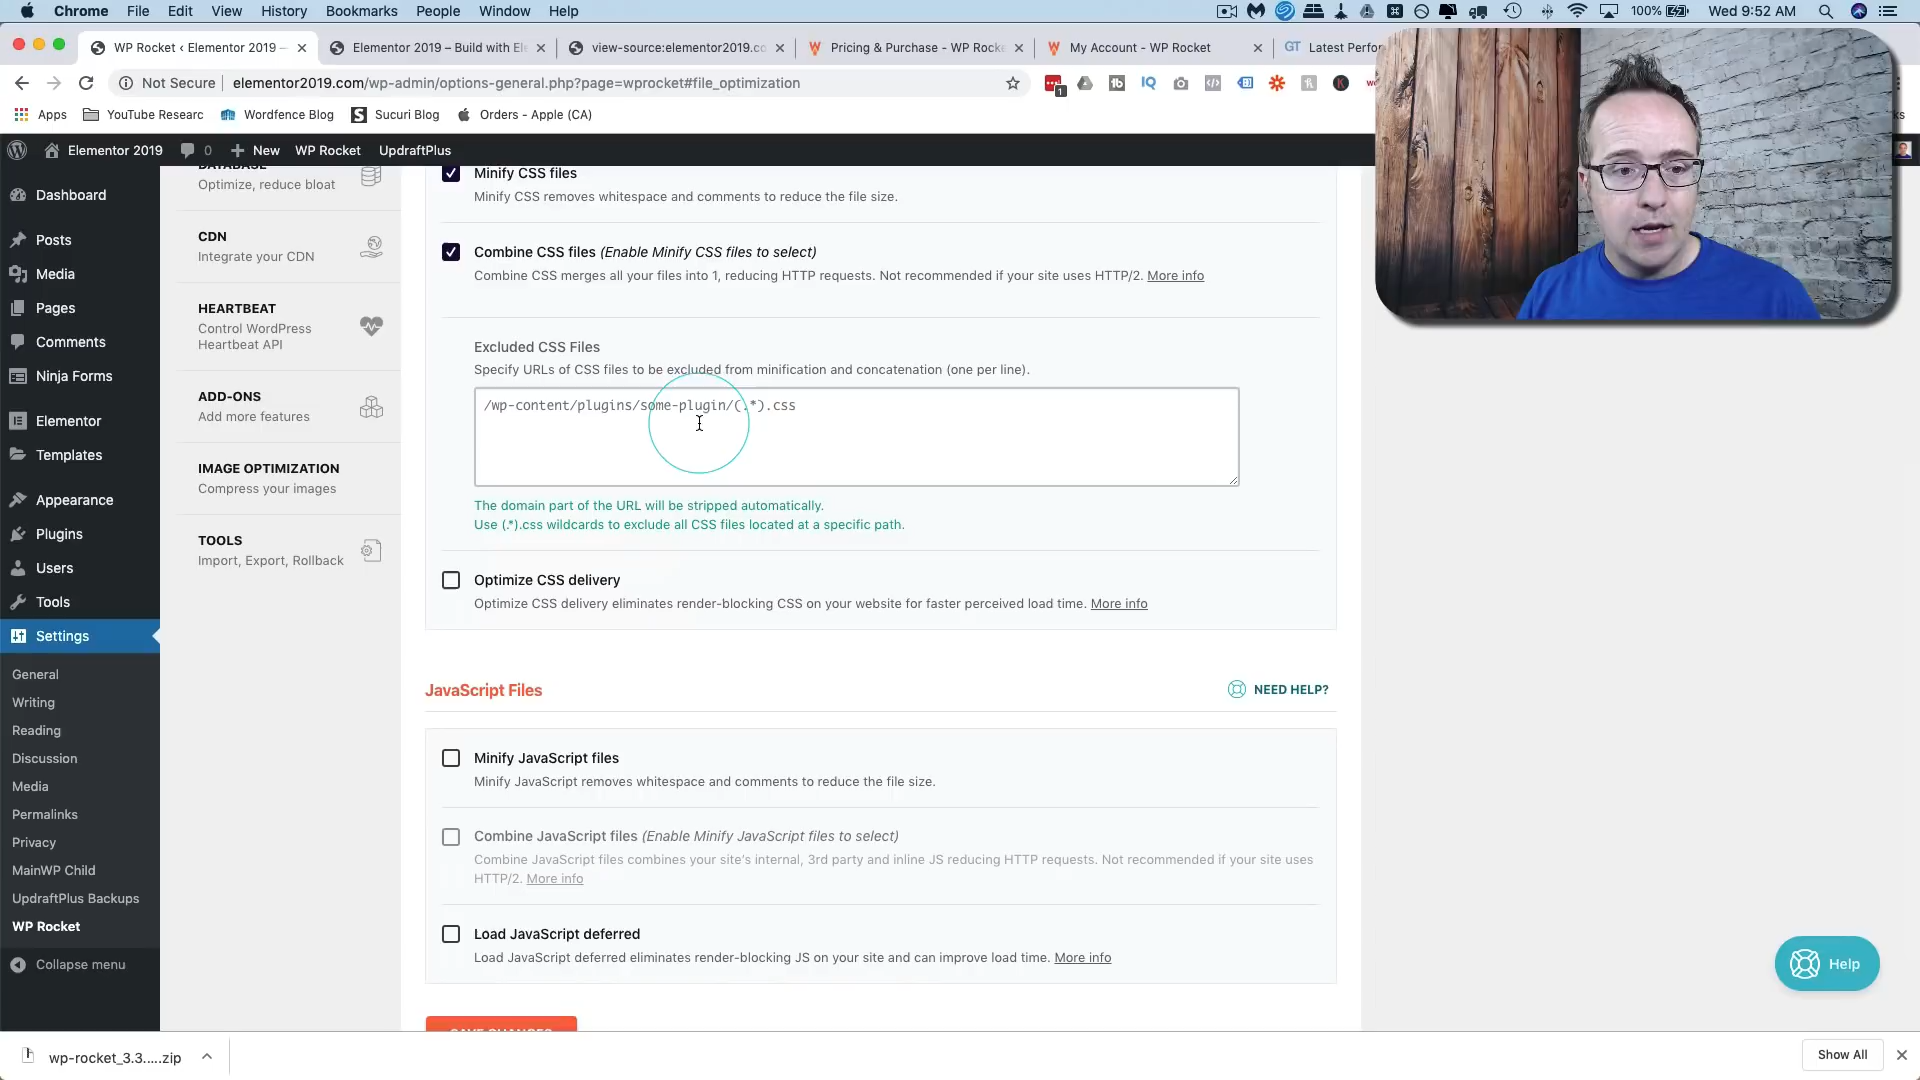 Chrome File Edit View History Bookmarks People Window Help 100% Wed 9:52 AM
WP Rocket ‹ Elementor 2019 —
Elementor 2019 – Build with Ele
view-source:elementor2019.co
Pricing & Purchase - WP Rocke
My Account - WP Rocket
GT Latest Perfor
Not Secure elementor2019.com/wp-admin/options-general.php?page=wprocket#file_optimization
Apps YouTube Researc Wordfence Blog Sucuri Blog Orders - Apple (CA)
Elementor 2019 0 New WP Rocket UpdraftPlus
Dashboard
Posts
Media
Pages
Comments
Ninja Forms
Elementor
Templates
Appearance
Plugins
Users
Tools
Settings
General
Writing
Reading
Discussion
Media
Permalinks
Privacy
MainWP Child
UpdraftPlus Backups
WP Rocket
Collapse menu
DATABASE
Optimize, reduce bloat
CDN
Integrate your CDN
HEARTBEAT
Control WordPress
Heartbeat API
ADD-ONS
Add more features
IMAGE OPTIMIZATION
Compress your images
TOOLS
Import, Export, Rollback
Minify CSS files
Minify CSS removes whitespace and comments to reduce the file size.
Combine CSS files (Enable Minify CSS files to select)
Combine CSS merges all your files into 1, reducing HTTP requests. Not recommended if your site uses HTTP/2. More info
Excluded CSS Files
Specify URLs of CSS files to be excluded from minification and concatenation (one per line).
/wp-content/plugins/some-plugin/(.*).css
The domain part of the URL will be stripped automatically.
Use (.*).css wildcards to exclude all CSS files located at a specific path.
Optimize CSS delivery
Optimize CSS delivery eliminates render-blocking CSS on your website for faster perceived load time. More info
JavaScript Files
NEED HELP?
Minify JavaScript files
Minify JavaScript removes whitespace and comments to reduce the file size.
Combine JavaScript files (Enable Minify JavaScript files to select)
Combine JavaScript files combines your site's internal, 3rd party and inline JS reducing HTTP requests. Not recommended if your site uses
HTTP/2. More info
Load JavaScript deferred
Load JavaScript deferred eliminates render-blocking JS on your site and can improve load time. More info
SAVE CHANGES
Help
wp-rocket_3.3.....zip
Show All